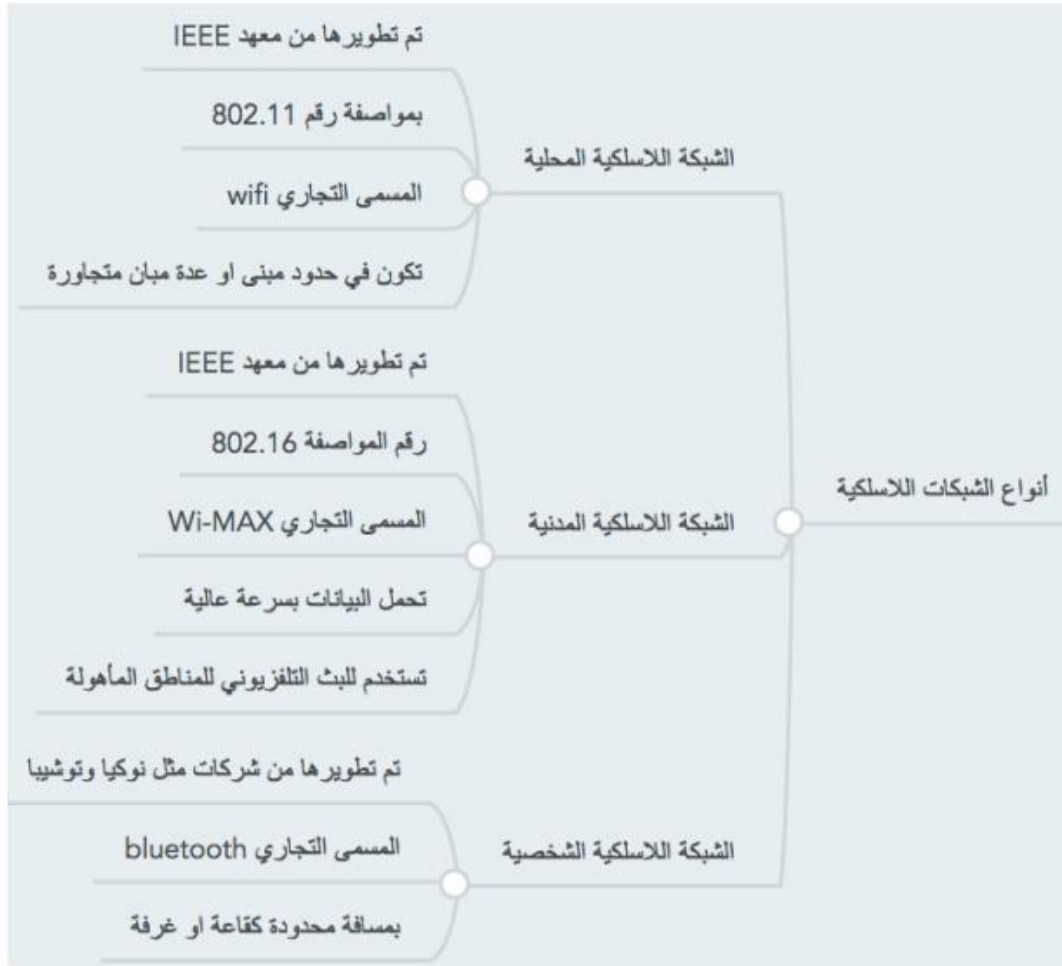 أنواع الشبكات اللاسلكية
الشبكة اللاسلكية المحلية
تم تطويرها من معهد IEEE
بمواصفة رقم 802.11
المسمى التجاري wifi
تكون في حدود مبنى او عدة مبان متجاورة
الشبكة اللاسلكية المدنية
تم تطويرها من معهد IEEE
رقم المواصفة 802.16
المسمى التجاري Wi-MAX
تحمل البيانات بسرعة عالية
تستخدم للبث التلفزيوني للمناطق المأهولة
الشبكة اللاسلكية الشخصية
تم تطويرها من شركات مثل نوكيا وتوشيبا
المسمى التجاري bluetooth
بمسافة محدودة كقاعة او غرفة